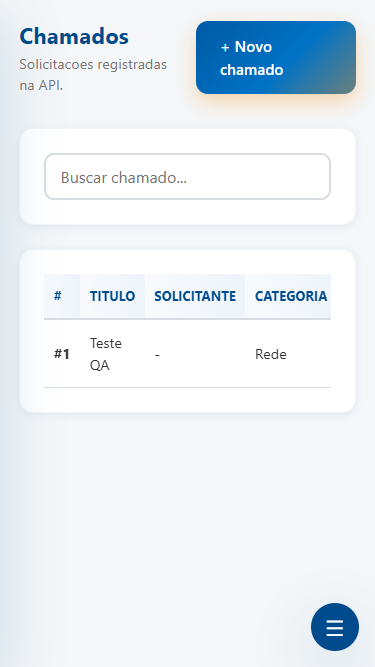 Chamados
Solicitacoes registradas
na API.
+ Novo
chamado
Buscar chamado...
# TITULO SOLICITANTE CATEGORIA
#1 Teste QA - Rede